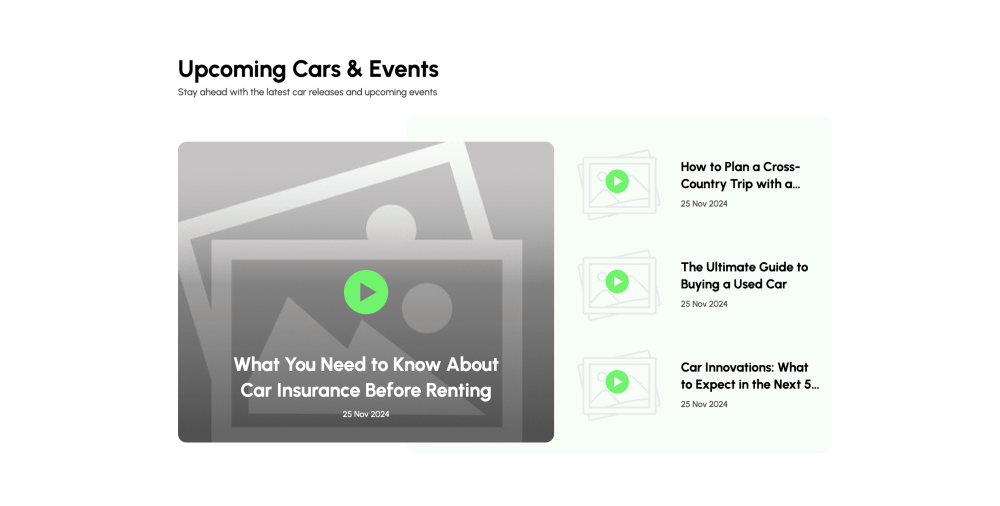 Upcoming Cars & Events
Stay ahead with the latest car releases and upcoming events
What You Need to Know About
Car Insurance Before Renting
25 Nov 2024
How to Plan a Cross-
Country Trip with a...
25 Nov 2024
The Ultimate Guide to
Buying a Used Car
25 Nov 2024
Car Innovations: What
to Expect in the Next 5...
25 Nov 2024